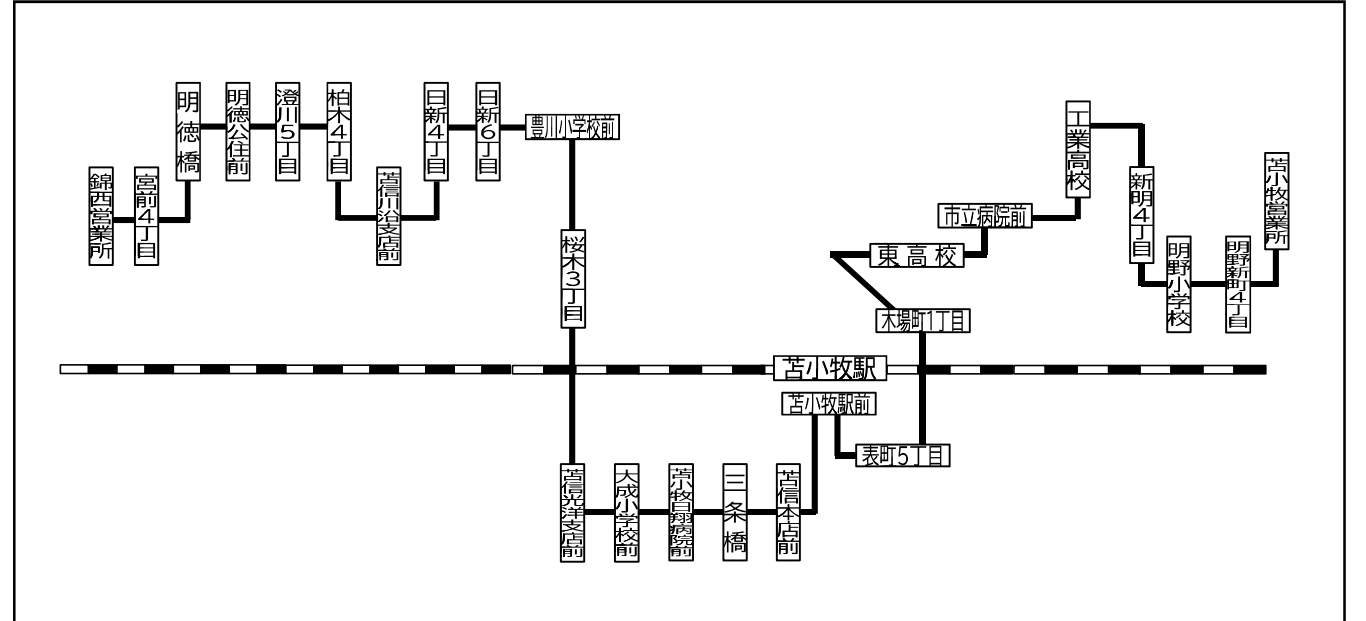 錦西営業所
宮前4丁目
明徳橋
明徳公住前
澄川5丁目
柏木4丁目
苫信川沿支店前
日新4丁目
日新6丁目
豊川小学校前
桜木3丁目
苫信光洋支店前
大成小学校前
苫小牧日翔病院前
三条橋
苫信本店前
苫小牧駅前
苫小牧駅
表町5丁目
木場町1丁目
東高校
市立病院前
工業高校
新明4丁目
明野小学校
明野新町4丁目
苫小牧営業所